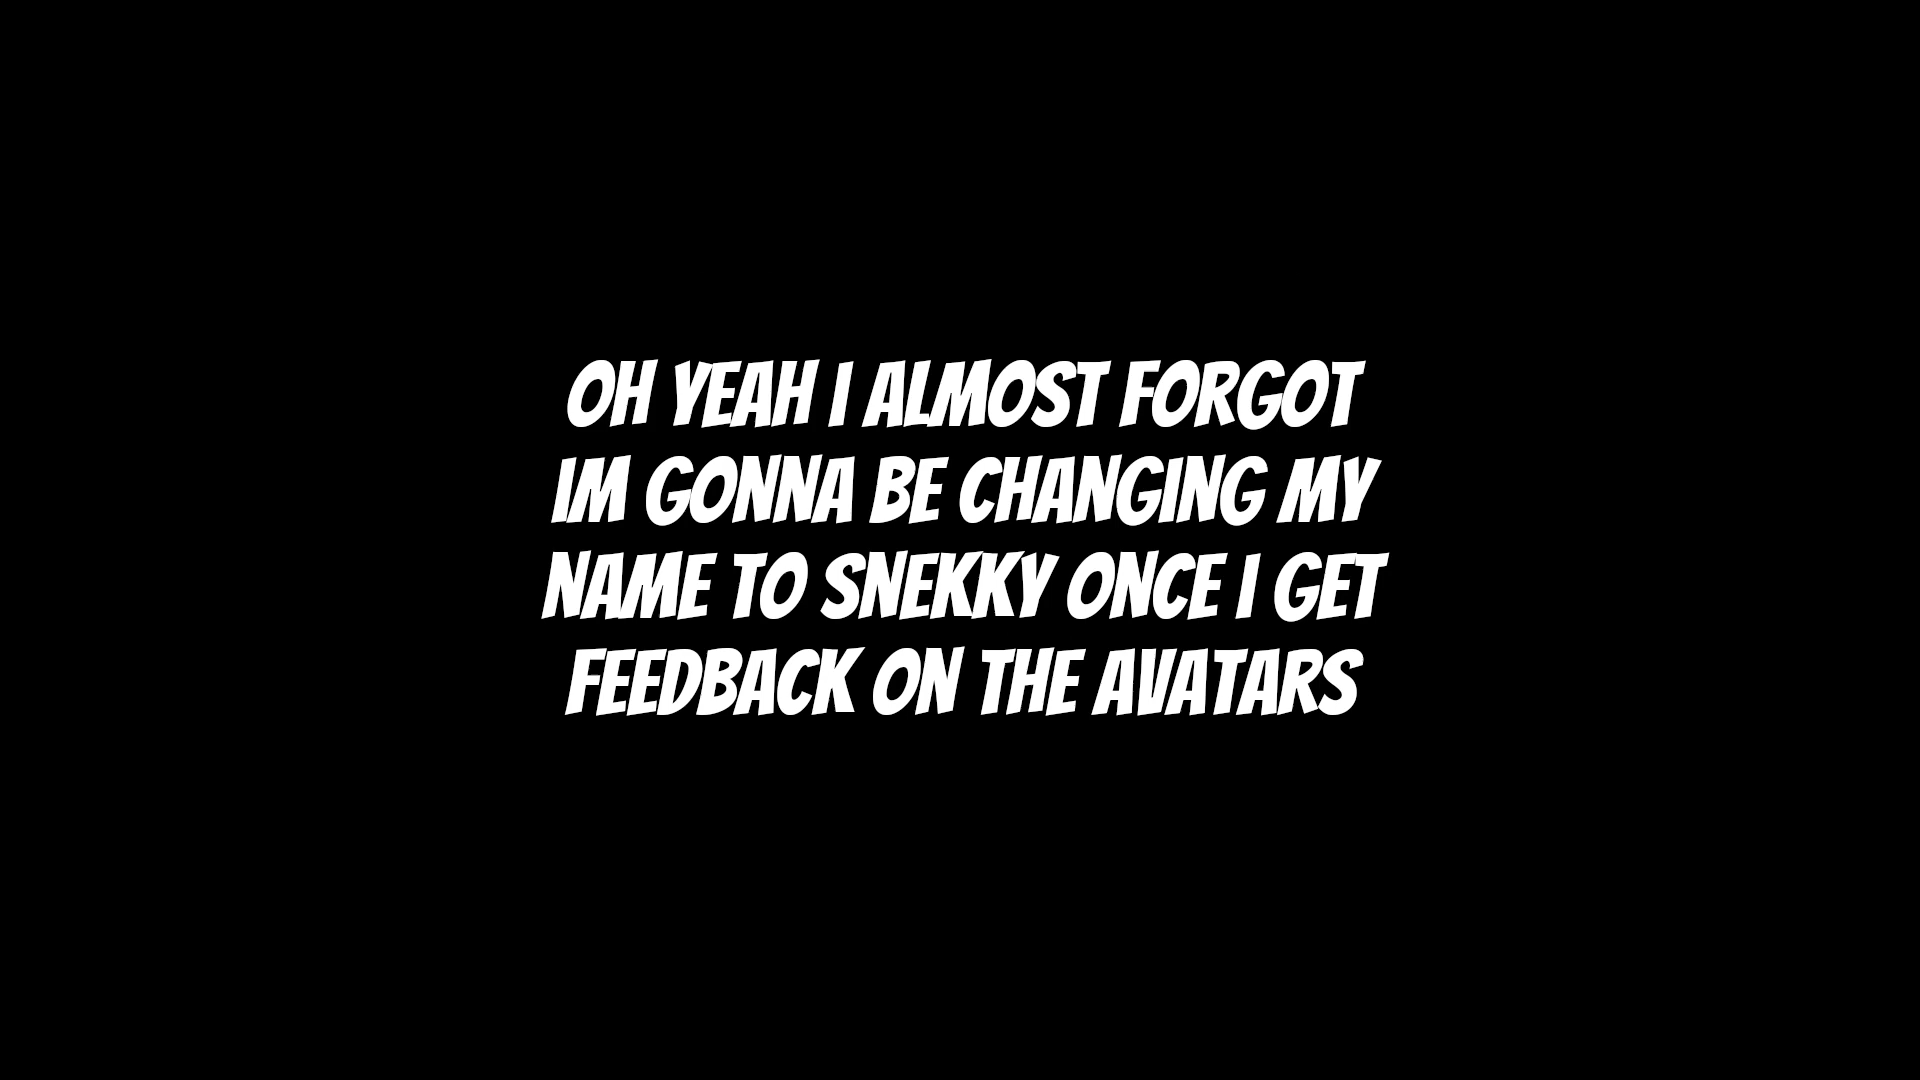 OH YEAH I ALMOST FORGOT
IM GONNA BE CHANGING MY
NAME TO SNEKKY ONCE I GET
FEEDBACK ON THE AVATARS